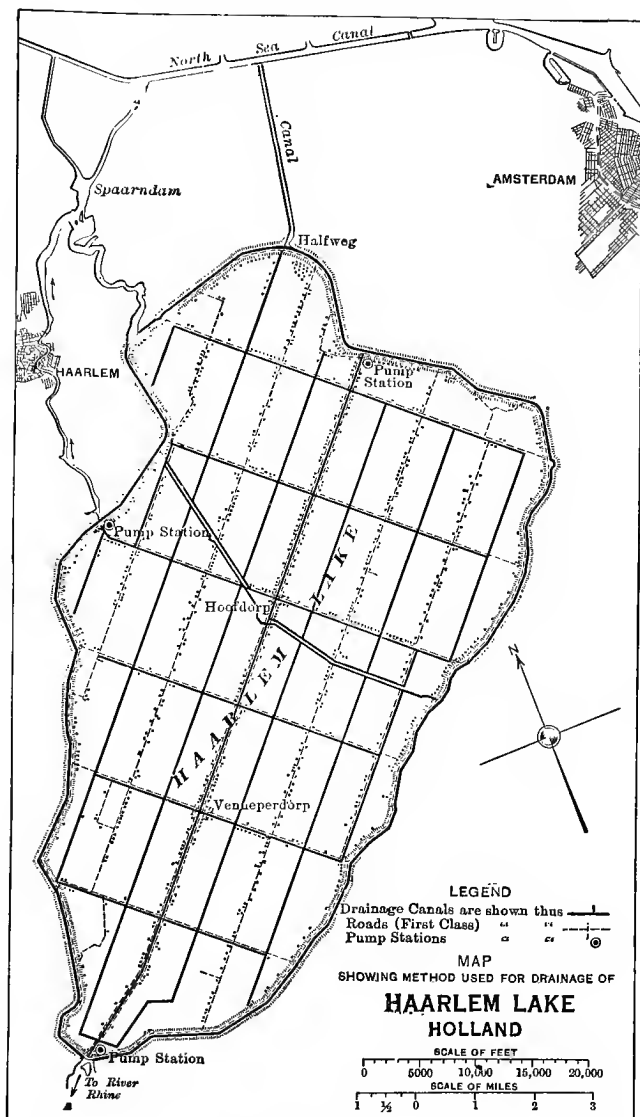 North Sea Canal
Canal
Spaarndam
AMSTERDAM
Halfweg
HAARLEM
Pump
Station
Pump Station
Hoofdorp
HAARLEM LAKE
N
Venneperdorp
LEGEND
Drainage Canals are shown thus
Roads (First Class) " "
Pump Stations " "
MAP
SHOWING METHOD USED FOR DRAINAGE OF
HAARLEM LAKE
HOLLAND
SCALE OF FEET
0 5000 10,000 15,000 20,000
SCALE OF MILES
1 ½ 0 1 2 3
Pump Station
To River
Rhine